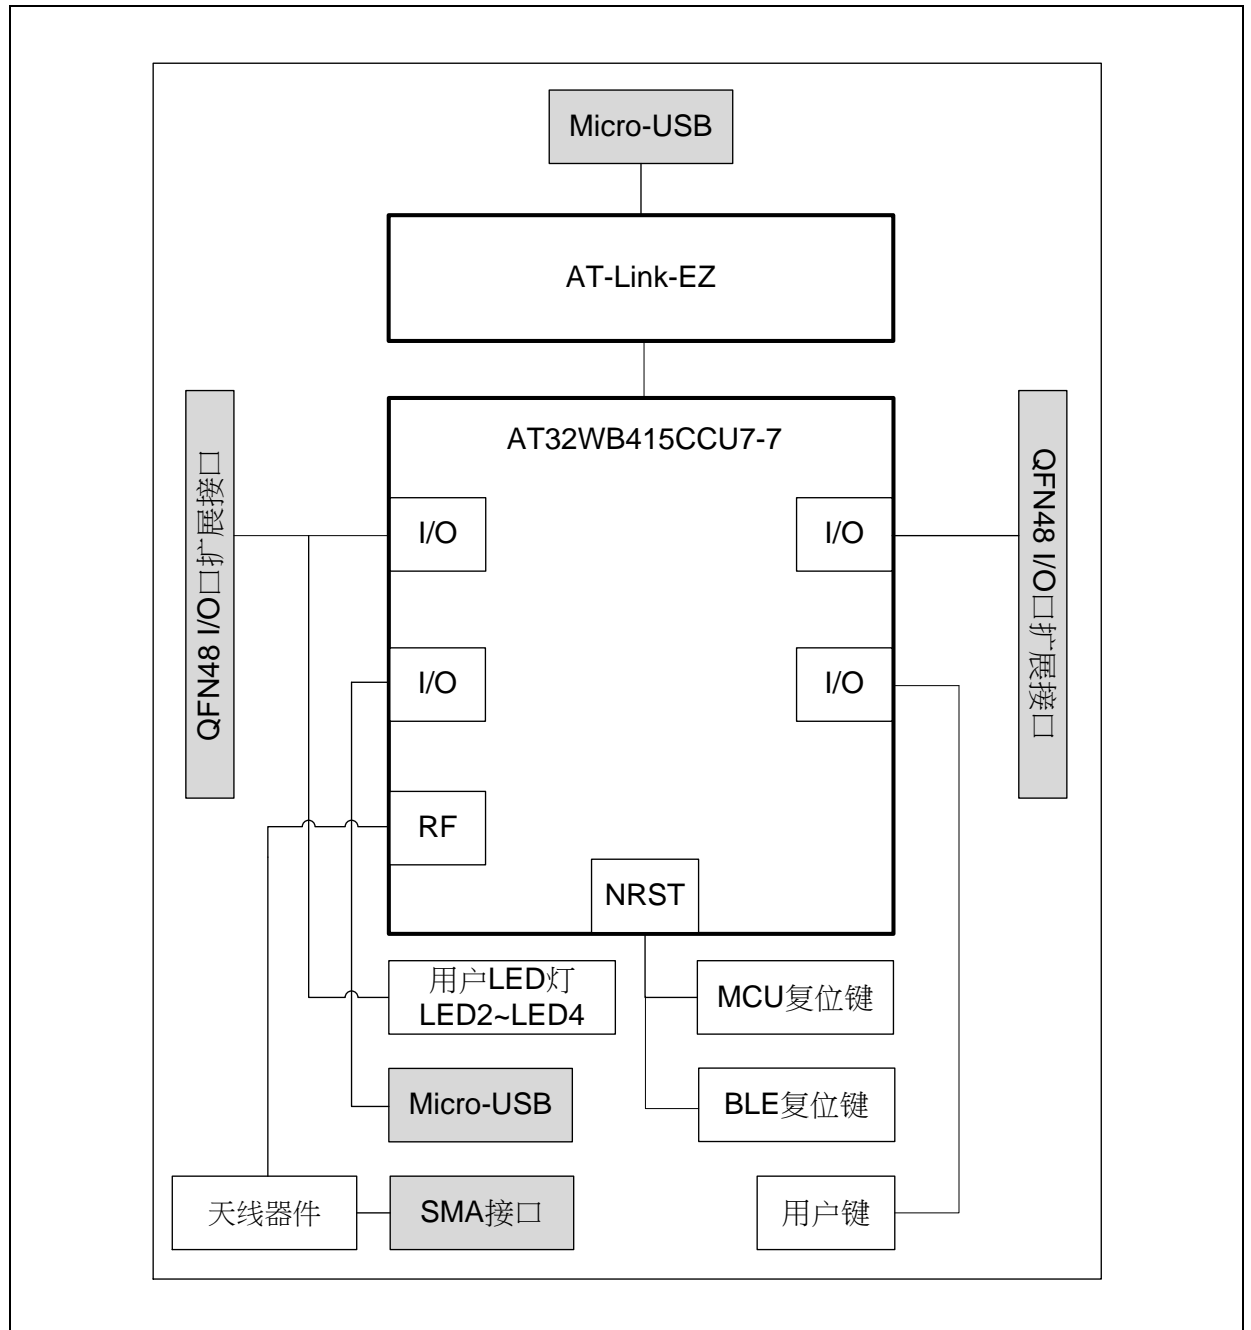 Micro-USB
AT-Link-EZ
AT32WB415CCU7-7
QFN48 I/O口扩展接口
I/O
I/O
QFN48 I/O口扩展接口
I/O
I/O
RF
NRST
用户LED灯
LED2~LED4
MCU复位键
Micro-USB
BLE复位键
天线器件
SMA接口
用户键